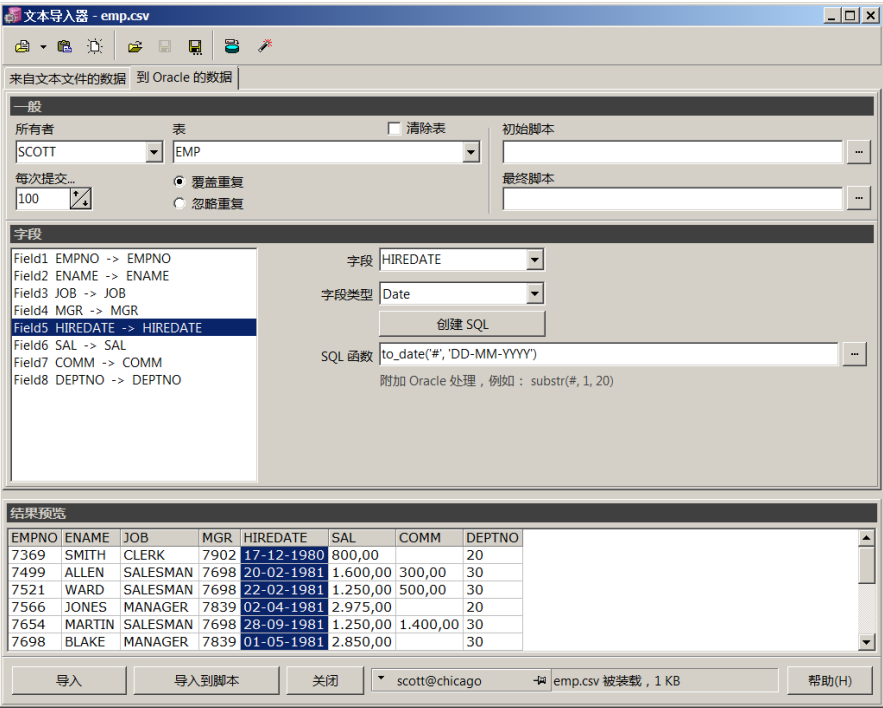 文本导入器 - emp.csv
来自文本文件的数据 到 Oracle 的数据
一般
所有者 表 清除表 初始脚本
SCOTT EMP ...
每次提交... 覆盖重复 最终脚本
100 忽略重复 ...
字段
Field1 EMPNO -> EMPNO
Field2 ENAME -> ENAME
Field3 JOB -> JOB
Field4 MGR -> MGR
Field5 HIREDATE -> HIREDATE
Field6 SAL -> SAL
Field7 COMM -> COMM
Field8 DEPTNO -> DEPTNO
字段 HIREDATE
字段类型 Date
创建 SQL
SQL 函数 to_date('#', 'DD-MM-YYYY') ...
附加 Oracle 处理，例如： substr(#, 1, 20)
结果预览
EMPNO ENAME JOB MGR HIREDATE SAL COMM DEPTNO
7369 SMITH CLERK 7902 17-12-1980 800,00 20
7499 ALLEN SALESMAN 7698 20-02-1981 1.600,00 300,00 30
7521 WARD SALESMAN 7698 22-02-1981 1.250,00 500,00 30
7566 JONES MANAGER 7839 02-04-1981 2.975,00 20
7654 MARTIN SALESMAN 7698 28-09-1981 1.250,00 1.400,00 30
7698 BLAKE MANAGER 7839 01-05-1981 2.850,00 30
导入 导入到脚本 关闭 scott@chicago emp.csv 被装载，1 KB 帮助(H)